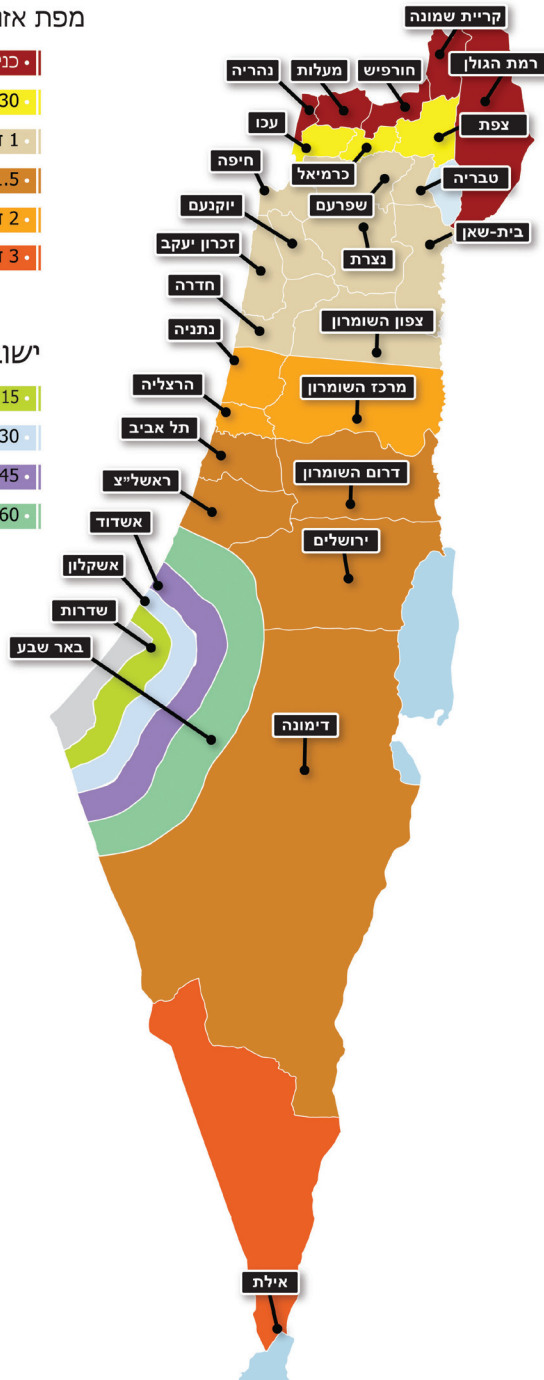 מפת
• 30
• 1
1.5
• 2
• 3
15
30
45
60
קריית שמונה
רמת הגולן
חורפיש
מעלות
נהריה
צפת
עכו
כרמיאל
טבריה
חיפה
שפרעם
יוקנעם
בית-שאן
נצרת
זכרון יעקב
חדרה
צפון השומרון
נתניה
מרכז השומרון
הרצליה
תל אביב
דרום השומרון
ראשל״צ
אשדוד
ירושלים
אשקלון
שדרות
באר שבע
דימונה
אילת